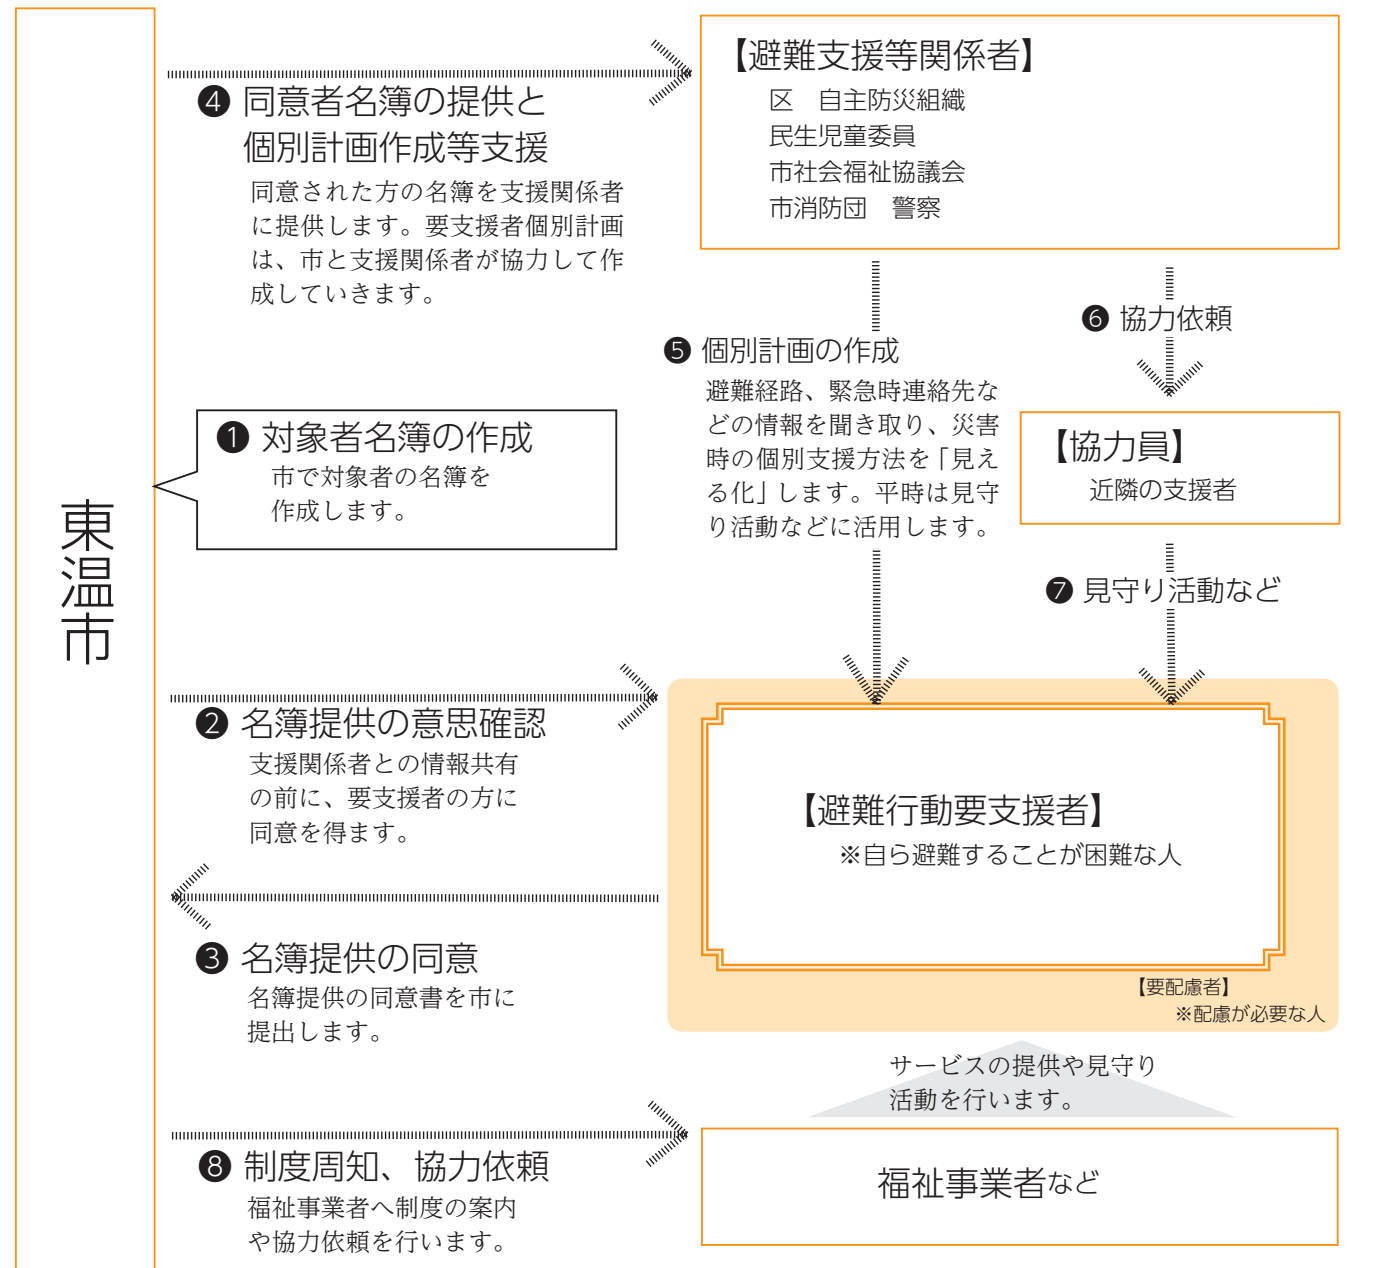 東温市
【避難支援等関係者】
区　自主防災組織
民生児童委員
市社会福祉協議会
市消防団　警察
❹ 同意者名簿の提供と
個別計画作成等支援
同意された方の名簿を支援関係者
に提供します。要支援者個別計画
は、市と支援関係者が協力して作
成していきます。
❻ 協力依頼
❺ 個別計画の作成
避難経路、緊急時連絡先な
どの情報を聞き取り、災害
時の個別支援方法を「見え
る化」します。平時は見守
り活動などに活用します。
❶ 対象者名簿の作成
市で対象者の名簿を
作成します。
【協力員】
近隣の支援者
❼ 見守り活動など
❷ 名簿提供の意思確認
支援関係者との情報共有
の前に、要支援者の方に
同意を得ます。
【避難行動要支援者】
※自ら避難することが困難な人
❸ 名簿提供の同意
名簿提供の同意書を市に
提出します。
【要配慮者】
※配慮が必要な人
サービスの提供や見守り
活動を行います。
❽ 制度周知、協力依頼
福祉事業者へ制度の案内
や協力依頼を行います。
福祉事業者など